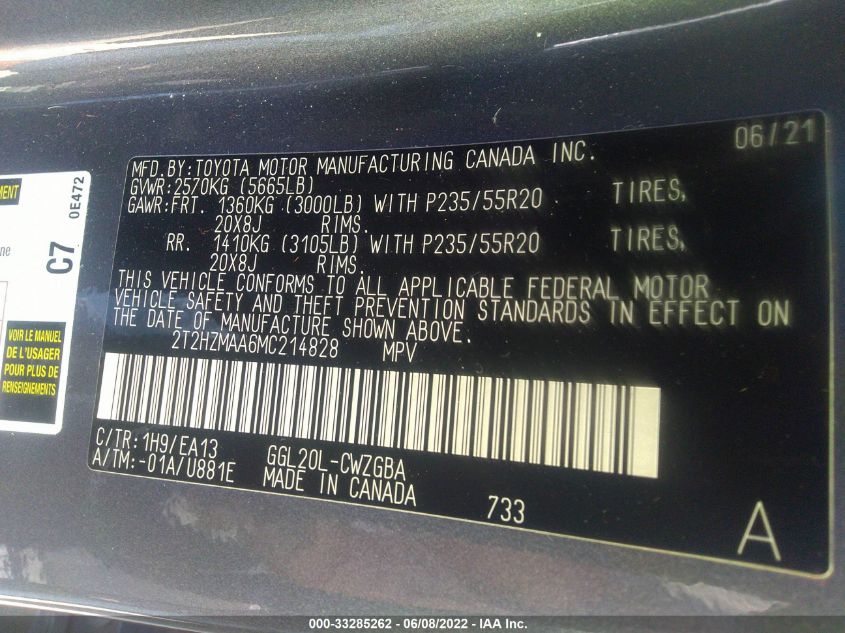 06/21
MFD.BY:TOYOTA MOTOR MANUFACTURING CANADA INC.
GVWR:2570KG (5665LB)
GAWR:FRT. 1360KG (3000LB) WITH P235/55R20 TIRES,
20X8J RIMS.
RR. 1410KG (3105LB) WITH P235/55R20 TIRES,
20X8J RIMS.
THIS VEHICLE CONFORMS TO ALL APPLICABLE FEDERAL MOTOR
VEHICLE SAFETY AND THEFT PREVENTION STANDARDS IN EFFECT ON
THE DATE OF MANUFACTURE SHOWN ABOVE.
2T2HZMAA6MC214828 MPV
C/TR:1H9/EA13 GGL20L-CWZGBA
A/TM:-01A/U881E MADE IN CANADA
733
A
0E472
C7
VOIR LE MANUEL
DE L'USAGER
POUR PLUS DE
RENSEIGNEMENTS
000-33285262 - 06/08/2022 - IAA Inc.